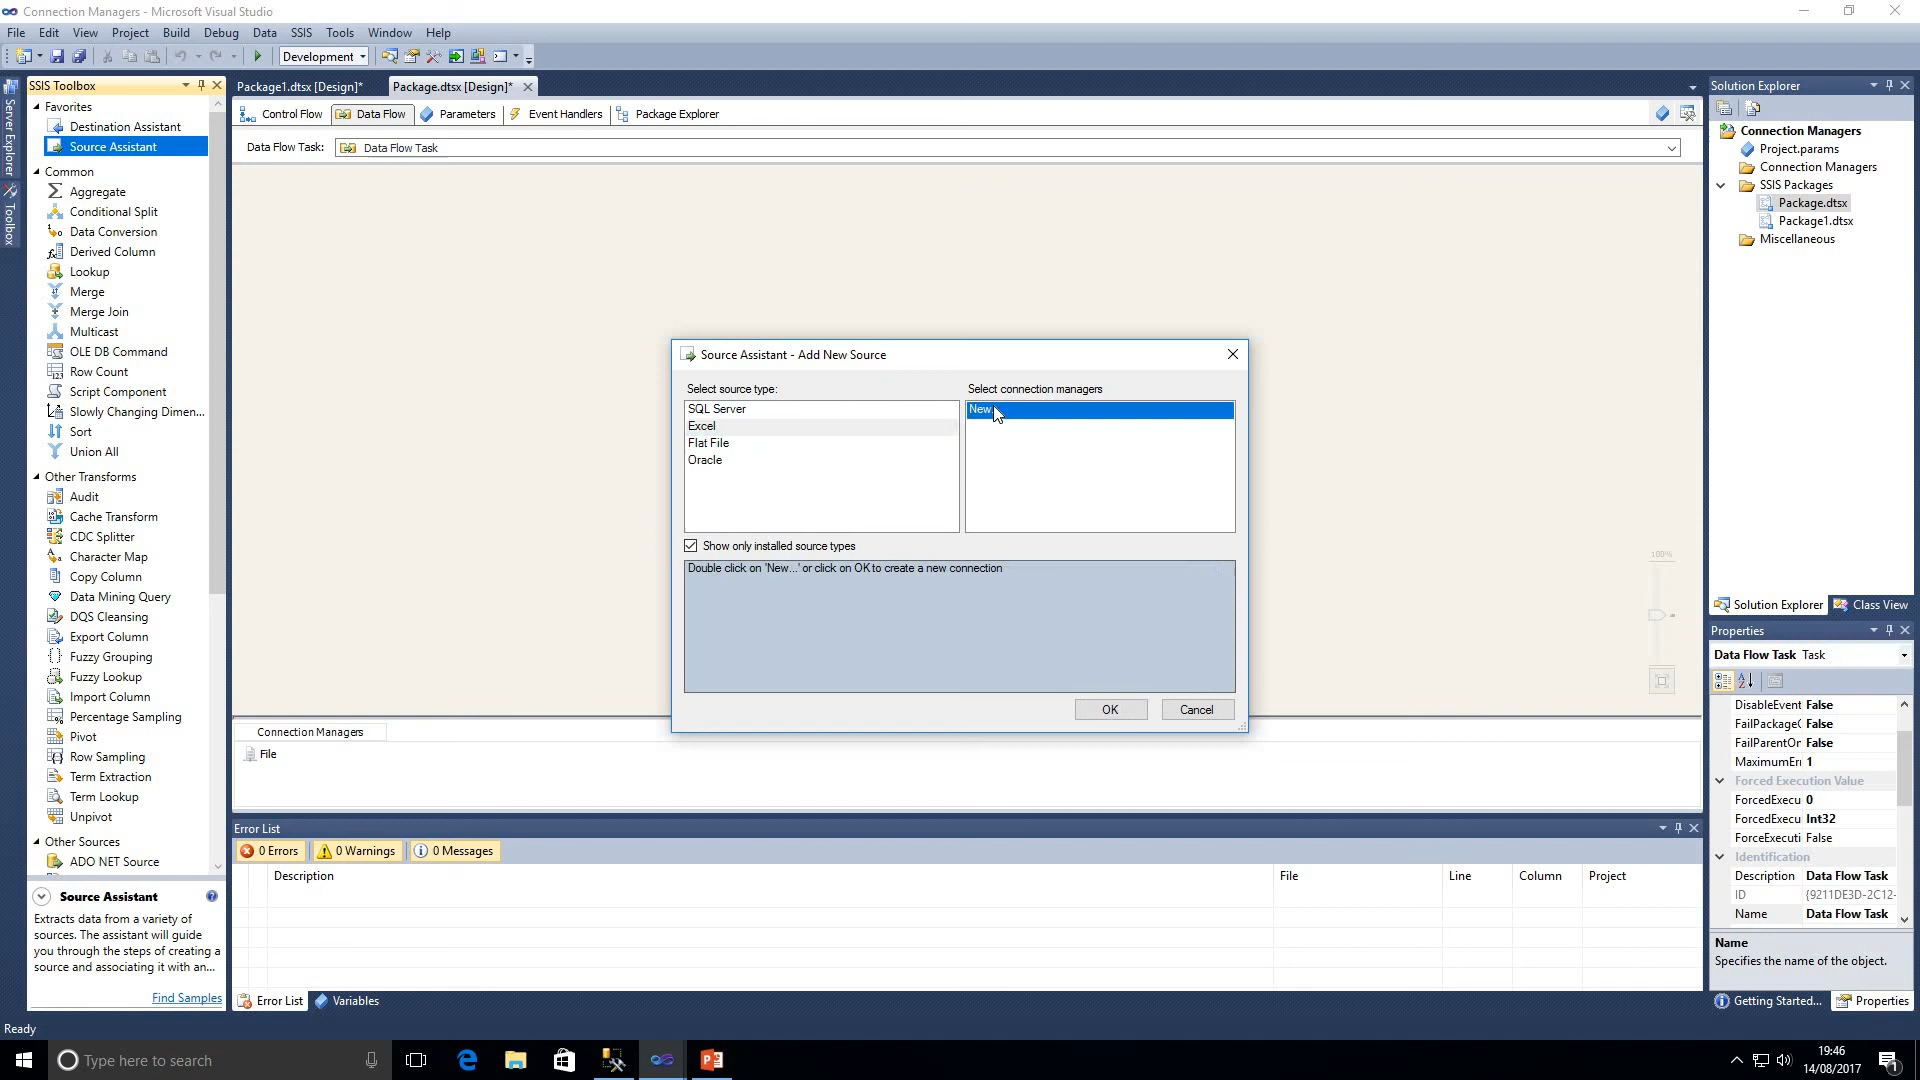 Connection Managers - Microsoft Visual Studio
File Edit View Project Build Debug Data SSIS Tools Window Help
Development
Server Explorer
Toolbox
SSIS Toolbox
Favorites
Destination Assistant
Source Assistant
Common
Aggregate
Conditional Split
Data Conversion
Derived Column
Lookup
Merge
Merge Join
Multicast
OLE DB Command
Row Count
Script Component
Slowly Changing Dimen...
Sort
Union All
Other Transforms
Audit
Cache Transform
CDC Splitter
Character Map
Copy Column
Data Mining Query
DQS Cleansing
Export Column
Fuzzy Grouping
Fuzzy Lookup
Import Column
Percentage Sampling
Pivot
Row Sampling
Term Extraction
Term Lookup
Unpivot
Other Sources
ADO NET Source
Source Assistant
Extracts data from a variety of
sources. The assistant will guide
you through the steps of creating a
source and associating it with an...
Find Samples
Package1.dtsx [Design]* Package.dtsx [Design]*
Control Flow Data Flow Parameters Event Handlers Package Explorer
Data Flow Task: Data Flow Task
Source Assistant - Add New Source
Select source type: Select connection managers
SQL Server
Excel
Flat File
Oracle
New
Show only installed source types
Double click on 'New...' or click on OK to create a new connection
OK Cancel
100%
Connection Managers
File
Error List
0 Errors 0 Warnings 0 Messages
Description File Line Column Project
Error List Variables
Solution Explorer
Connection Managers
Project.params
Connection Managers
SSIS Packages
Package.dtsx
Package1.dtsx
Miscellaneous
Solution Explorer Class View
Properties
Data Flow Task Task
DisableEvent False
FailPackageC False
FailParentOn False
MaximumErr 1
Forced Execution Value
ForcedExecu 0
ForcedExecu Int32
ForceExecuti False
Identification
Description Data Flow Task
ID {9211DE3D-2C12-
Name Data Flow Task
Name
Specifies the name of the object.
Getting Started... Properties
Ready
Type here to search
19:46
14/08/2017
1